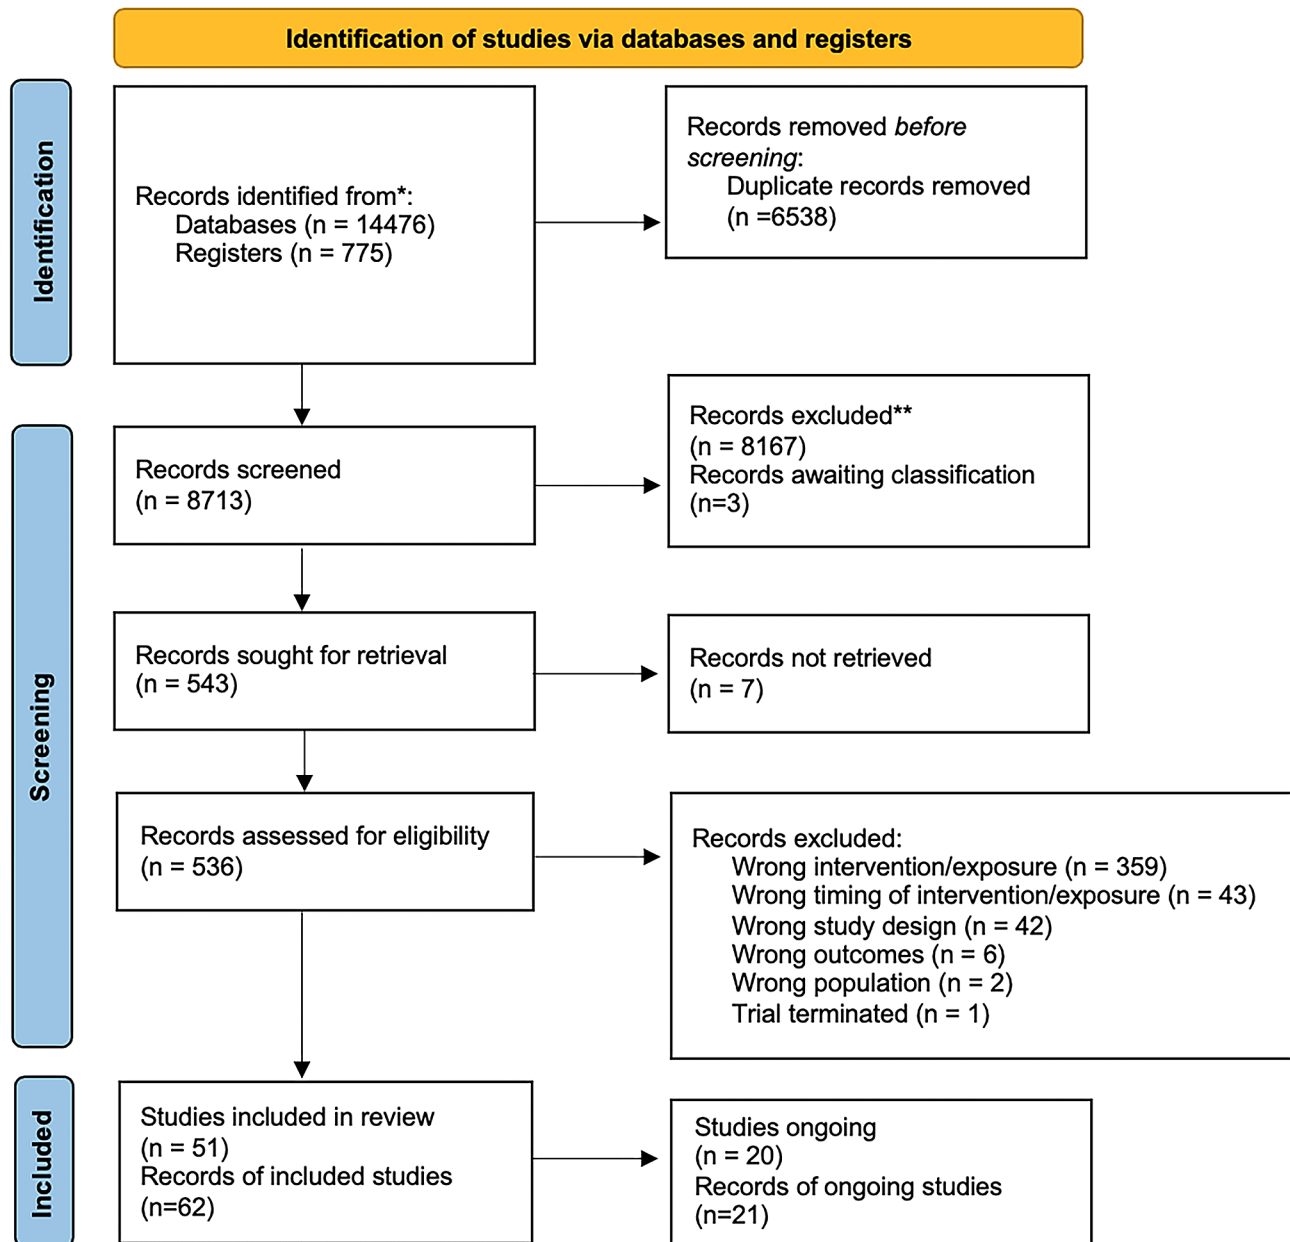 Identification of studies via databases and registers
Identification
Records identified from*:
Databases (n = 14476)
Registers (n = 775)
Records removed before
screening:
Duplicate records removed
(n =6538)
Screening
Records screened
(n = 8713)
Records excluded**
(n = 8167)
Records awaiting classification
(n=3)
Records sought for retrieval
(n = 543)
Records not retrieved
(n = 7)
Records assessed for eligibility
(n = 536)
Records excluded:
Wrong intervention/exposure (n = 359)
Wrong timing of intervention/exposure (n = 43)
Wrong study design (n = 42)
Wrong outcomes (n = 6)
Wrong population (n = 2)
Trial terminated (n = 1)
Included
Studies included in review
(n = 51)
Records of included studies
(n=62)
Studies ongoing
(n = 20)
Records of ongoing studies
(n=21)